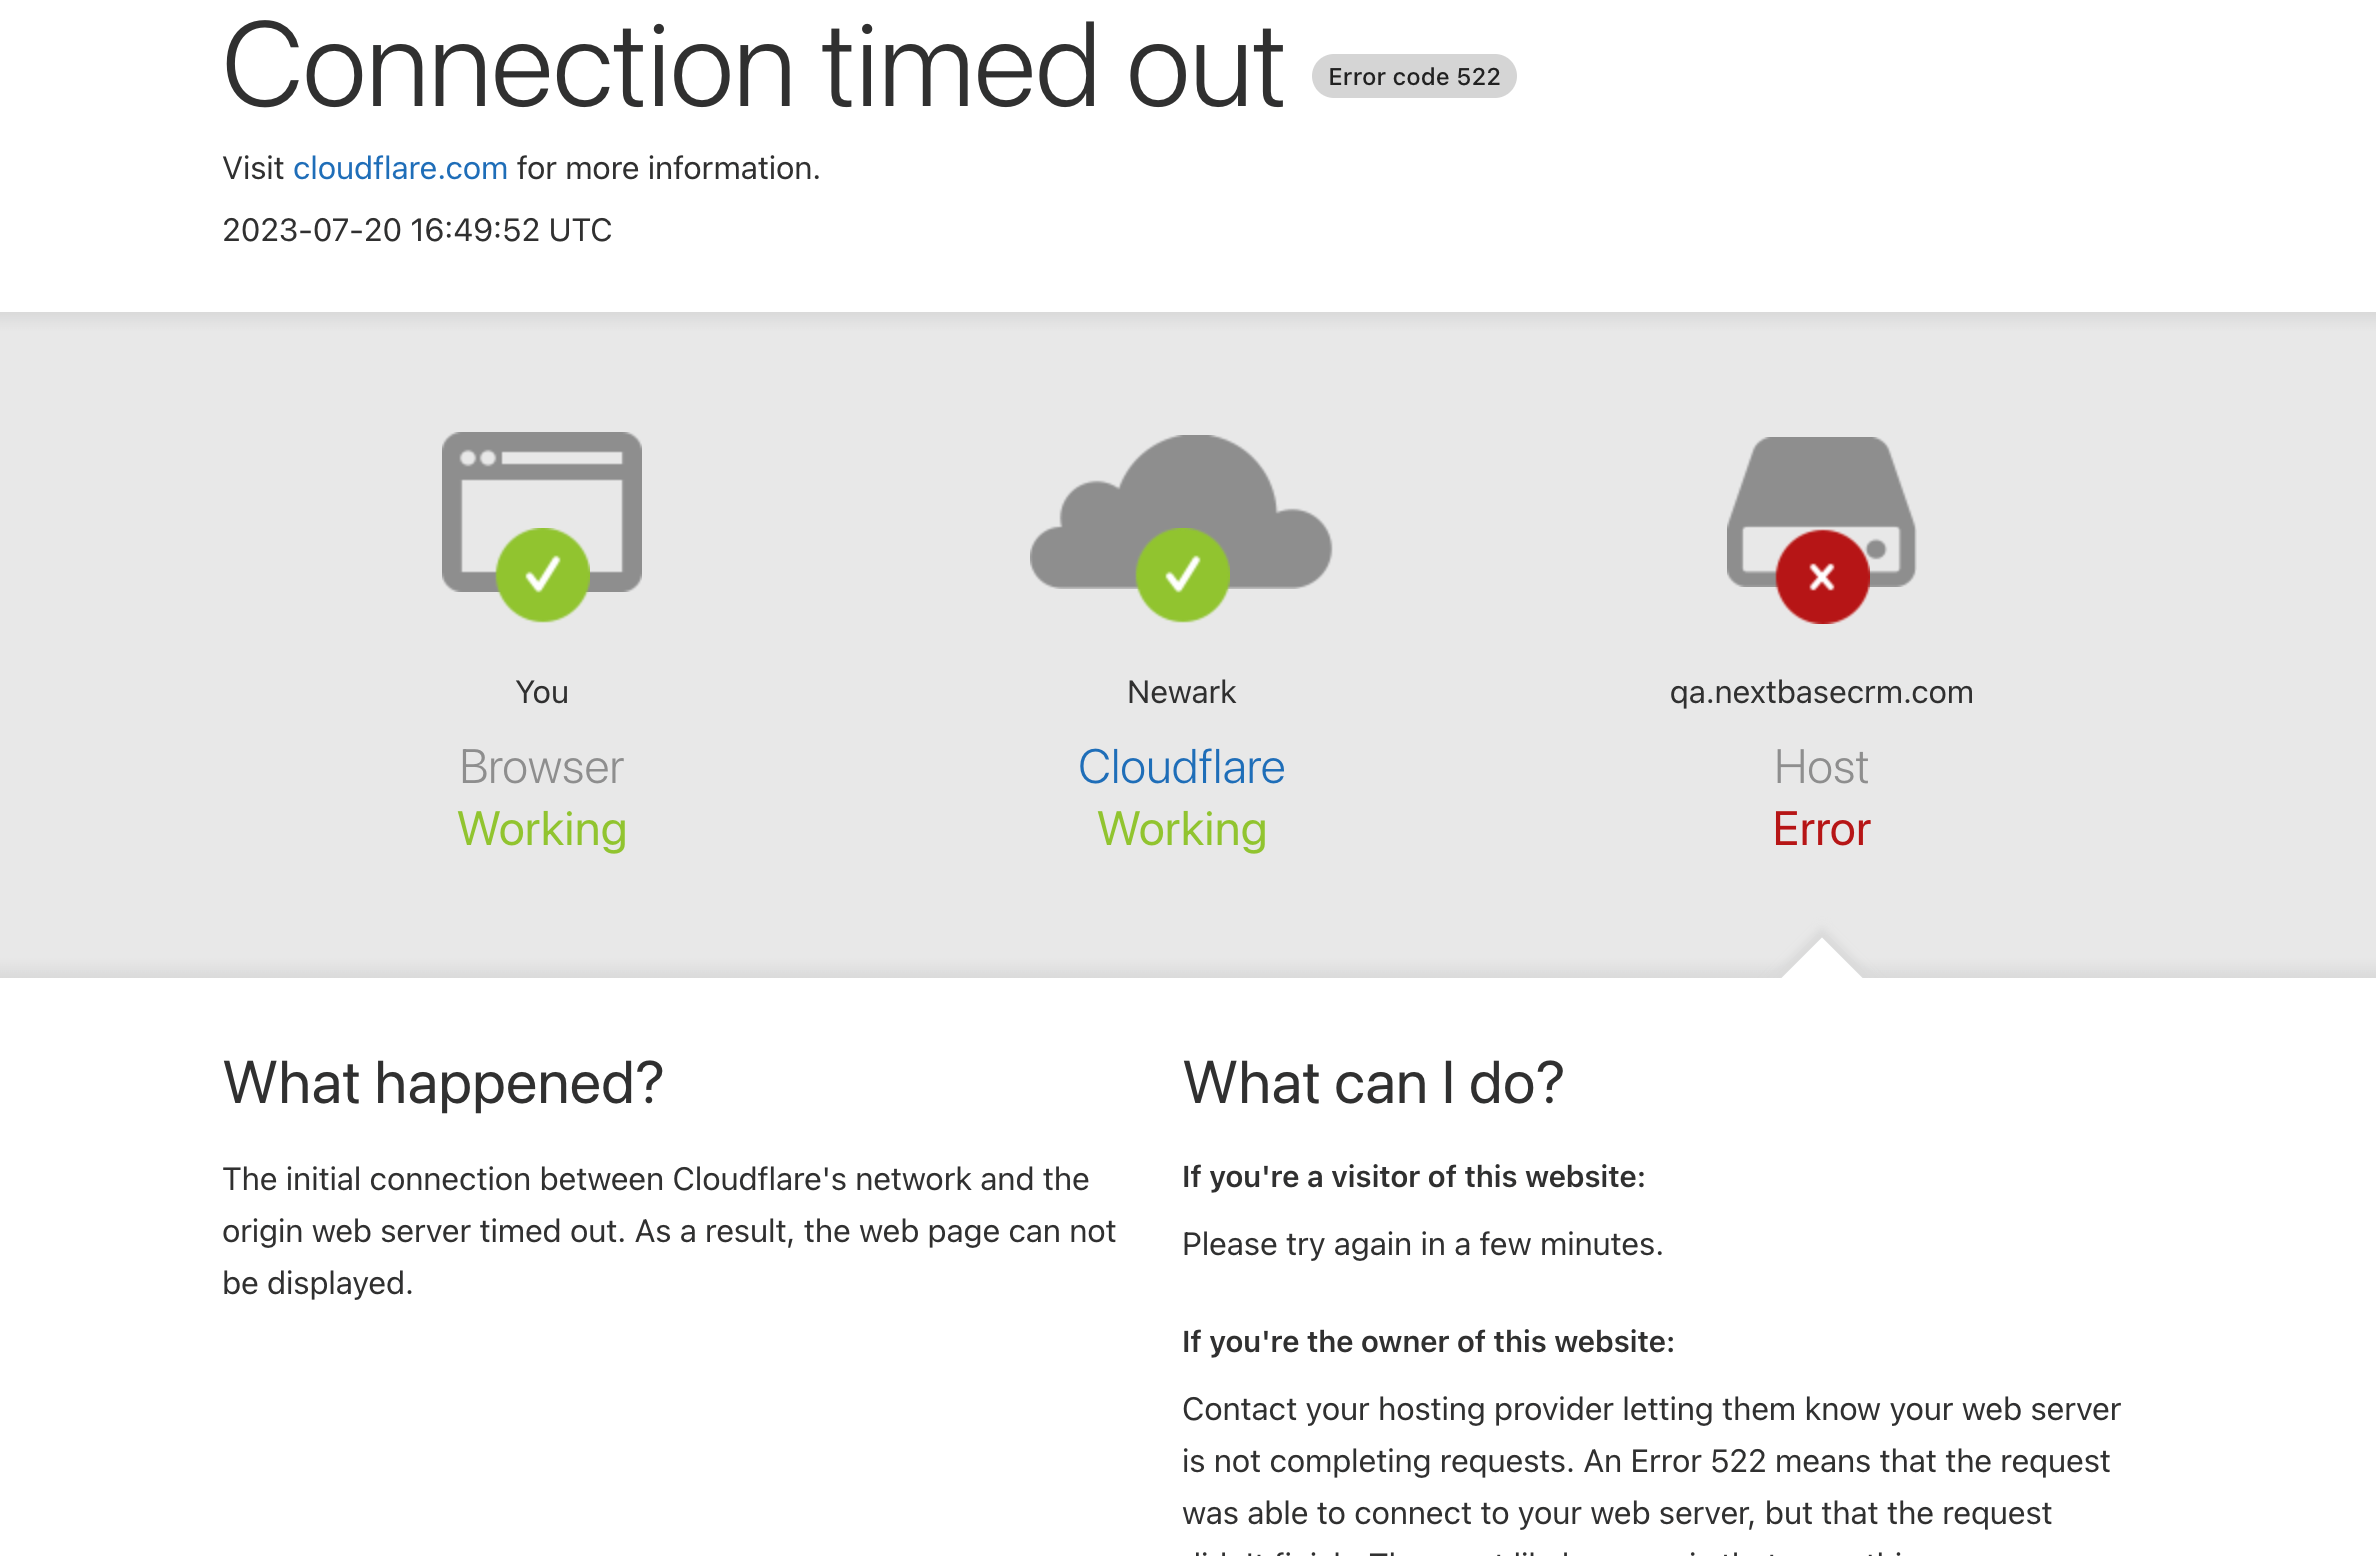 Connection timed out Error code 522
Visit cloudflare.com for more information.
2023-07-20 16:49:52 UTC
You
Browser
Working
Newark
Cloudflare
Working
qa.nextbasecrm.com
Host
Error
What happened?
The initial connection between Cloudflare's network and the
origin web server timed out. As a result, the web page can not
be displayed.
What can I do?
If you're a visitor of this website:
Please try again in a few minutes.
If you're the owner of this website:
Contact your hosting provider letting them know your web server
is not completing requests. An Error 522 means that the request
was able to connect to your web server, but that the request